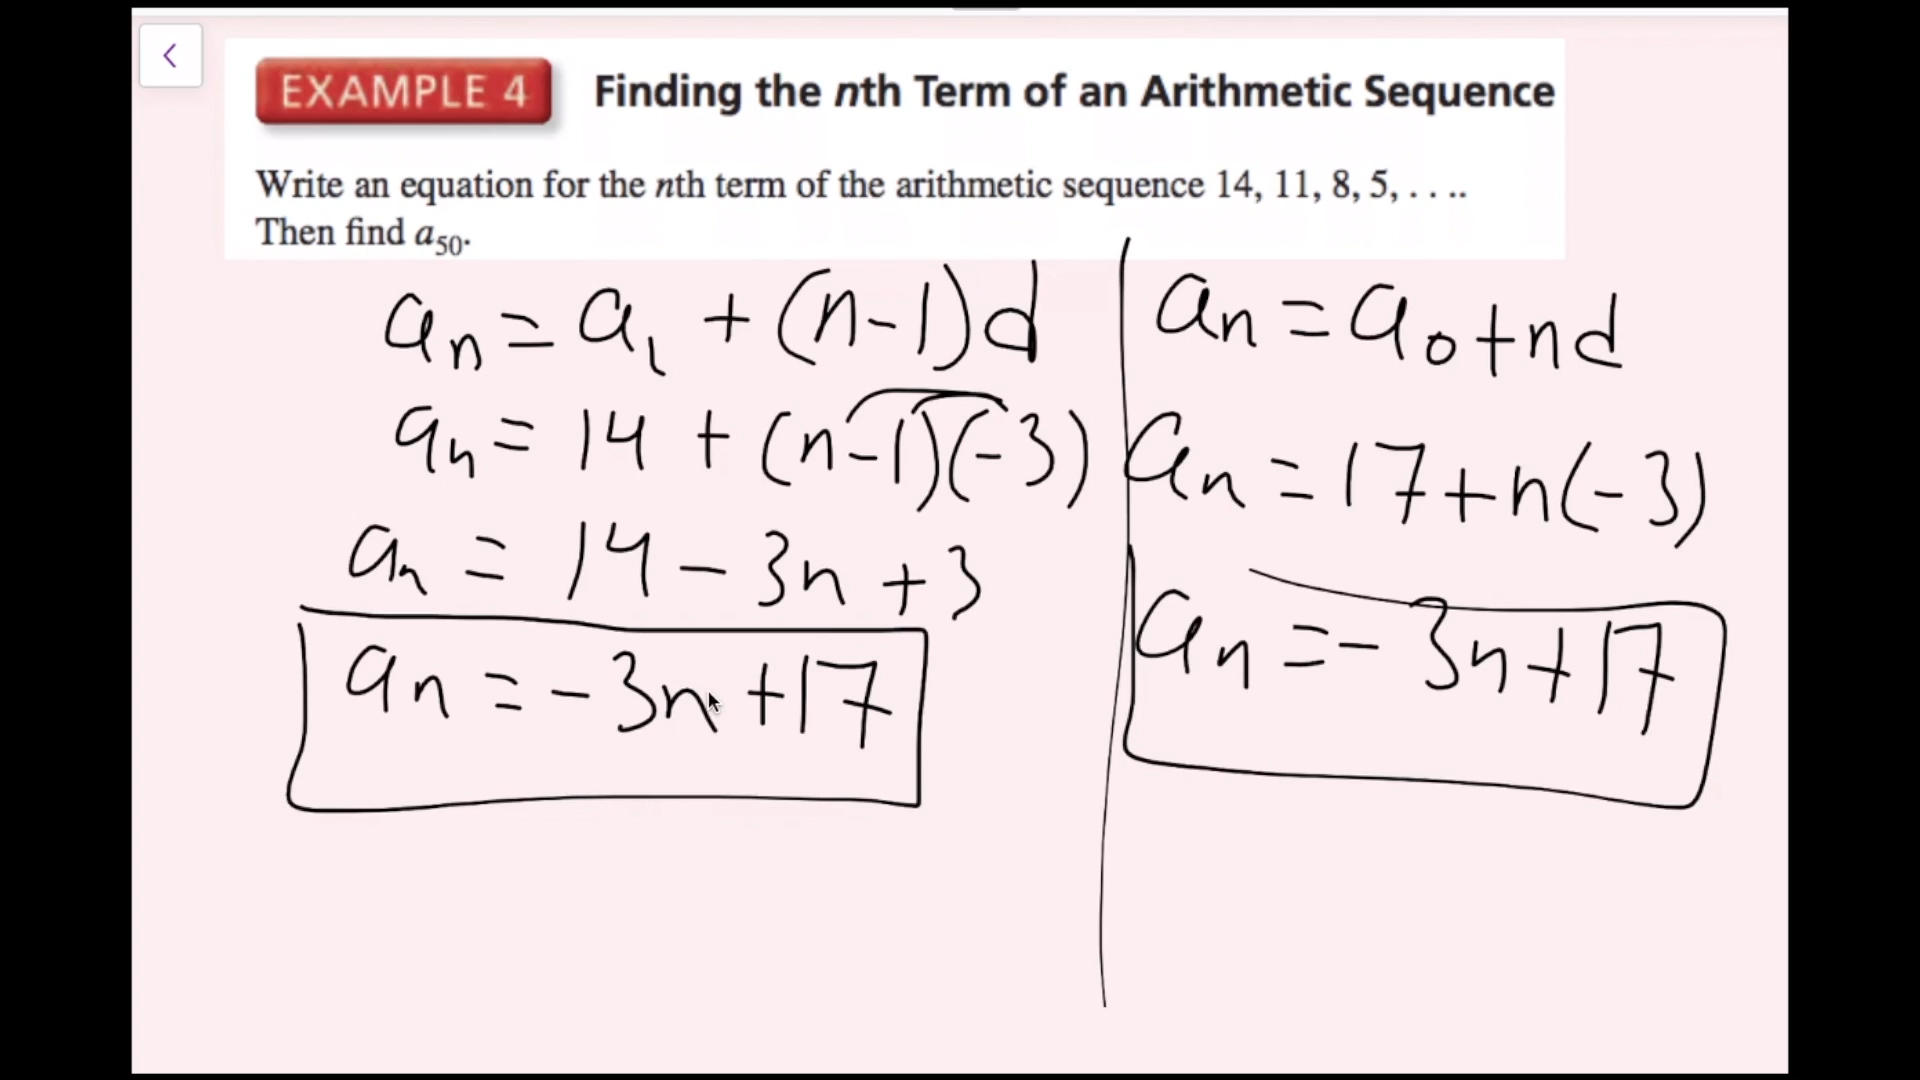 EXAMPLE 4 Finding the nth Term of an Arithmetic Sequence
Write an equation for the nth term of the arithmetic sequence 14, 11, 8, 5, . . . .
Then find a₅₀.
aₙ = a₁ + (n-1)d
aₙ = 14 + (n-1)(-3)
aₙ = 14 - 3n + 3
aₙ = -3n + 17
aₙ = a₀ + nd
aₙ = 17 + n(-3)
aₙ = -3n + 17